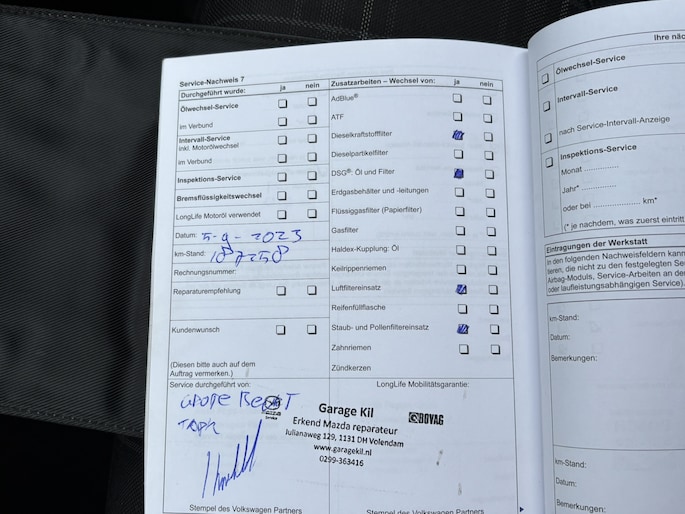 Service-Nachweis 7
Durchgeführt wurde: ja nein
Ölwechsel-Service
im Verbund
Intervall-Service
inkl. Motorölwechsel
im Verbund
Inspektions-Service
Bremsflüssigkeitswechsel
LongLife Motoröl verwendet
Datum: 5-9-2023
km-Stand: 187258
Rechnungsnummer:
Reparaturempfehlung
Kundenwunsch
(Diesen bitte auch auf dem
Auftrag vermerken.)
Zusatzarbeiten – Wechsel von: ja nein
AdBlue®
ATF
Dieselkraftstofffilter
Dieselpartikelfilter
DSG®: Öl und Filter
Erdgasbehälter und -leitungen
Flüssiggasfilter (Papierfilter)
Gasfilter
Haldex-Kupplung: Öl
Keilrippenriemen
Luftfiltereinsatz
Reifenfüllflasche
Staub- und Pollenfiltereinsatz
Zahnriemen
Zündkerzen
Service durchgeführt von:
LongLife Mobilitätsgarantie:
Garage Kil
Erkend Mazda reparateur
Julianaweg 129, 1131 DH Volendam
www.garagekil.nl
0299-363416
BOVAG
Stempel des Volkswagen Partners
Stempel des Volkswagen Partners
Ihre näc
Ölwechsel-Service
Intervall-Service
nach Service-Intervall-Anzeige
Inspektions-Service
Monat
Jahr*
oder bei km*
(* je nachdem, was zuerst eintritt
Eintragungen der Werkstatt
In den folgenden Nachweisfeldern kann
tieren, die nicht zu den festgelegten Se
Airbag-Moduls, Service-Arbeiten an der
oder laufleistungsabhängigen Service).
km-Stand:
Datum:
Bemerkungen:
km-Stand:
Datum:
Bemerkungen: